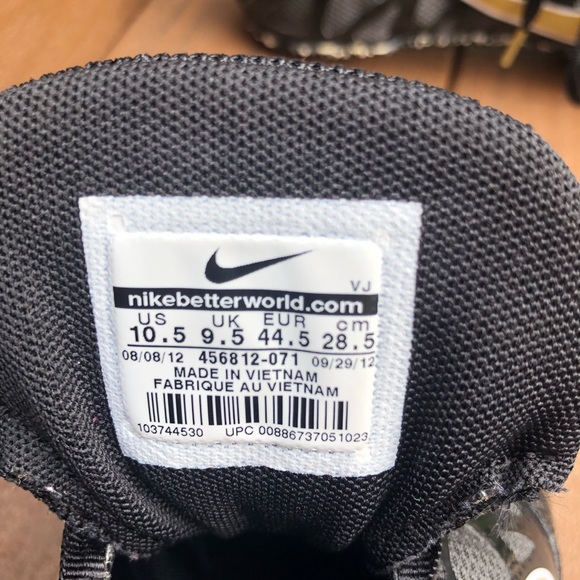 VJ
nikebetterworld.com
US UK EUR cm
10.5 9.5 44.5 28.5
08/08/12 456812-071 09/29/12
MADE IN VIETNAM
FABRIQUE AU VIETNAM
103744530 UPC 00886737051023